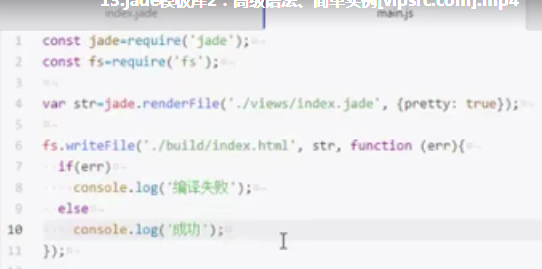 13.jade模板库2：高级语法、简单实例[vipsrc.com].mp4
index.jade
main.js
1 const jade=require('jade');
2 const fs=require('fs');
3
4 var str=jade.renderFile('./views/index.jade', {pretty: true});
5
6 fs.writeFile('./build/index.html', str, function (err){
7 if(err)
8 console.log('编译失败');
9 else
10 console.log('成功');
11 });